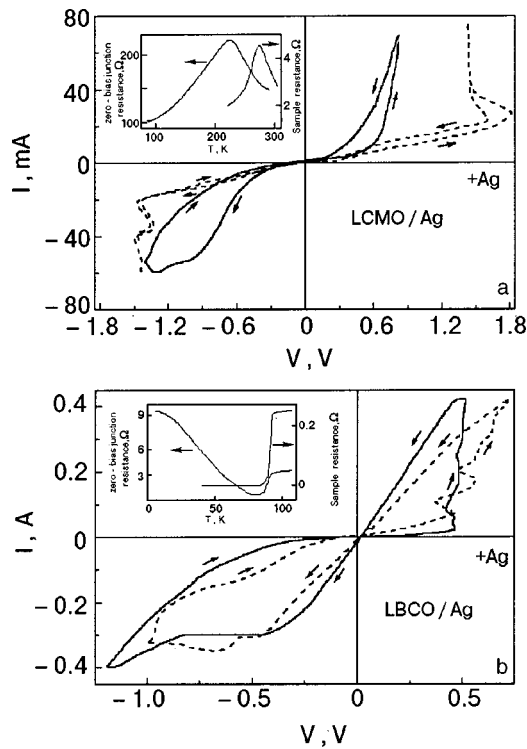 80
40
0
-40
-80
I, mA
-1.8 -1.2 -0.6 0 0.6 1.2 1.8
V, V
+Ag
LCMO/Ag
a
200
100
zero-bias junction
resistance,Ω
100 200 300
T, K
4
2
Sample resistance,Ω
0.4
0.2
0
-0.2
-0.4
I, A
-1.0 -0.5 0 0.5
V, V
+Ag
LBCO/Ag
b
9
6
3
zero-bias junction
resistance,Ω
0 50 100
T, K
0.2
0
Sample resistance,Ω